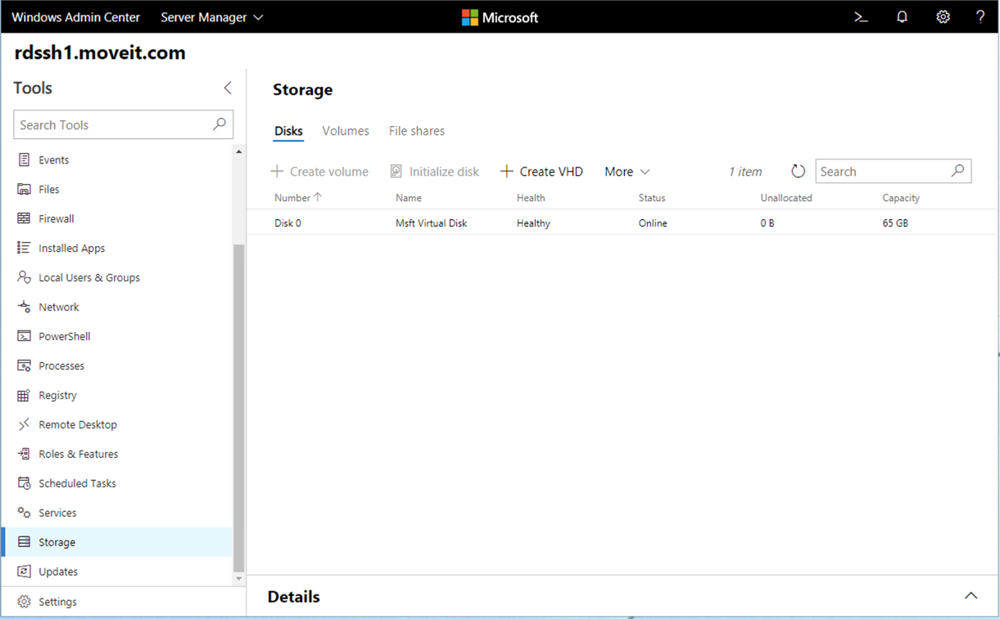 Windows Admin Center Server Manager Microsoft >_ ?
rdssh1.moveit.com
Tools
Search Tools
Events
Files
Firewall
Installed Apps
Local Users & Groups
Network
PowerShell
Processes
Registry
Remote Desktop
Roles & Features
Scheduled Tasks
Services
Storage
Updates
Settings
Storage
Disks Volumes File shares
+ Create volume Initialize disk + Create VHD More 1 item Search
Number Name Health Status Unallocated Capacity
Disk 0 Msft Virtual Disk Healthy Online 0 B 65 GB
Details